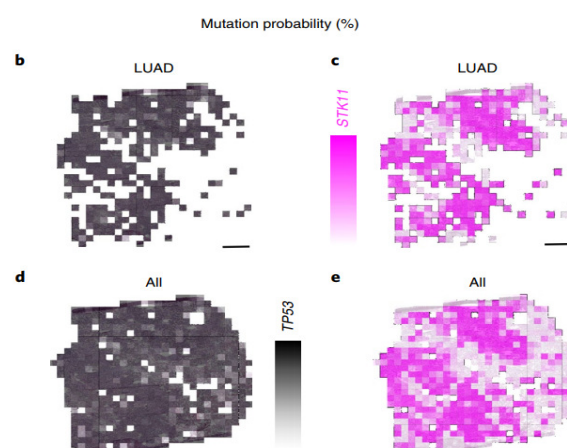 Mutation probability (%)
b
LUAD
c
LUAD
STK11
d
All
TP53
e
All